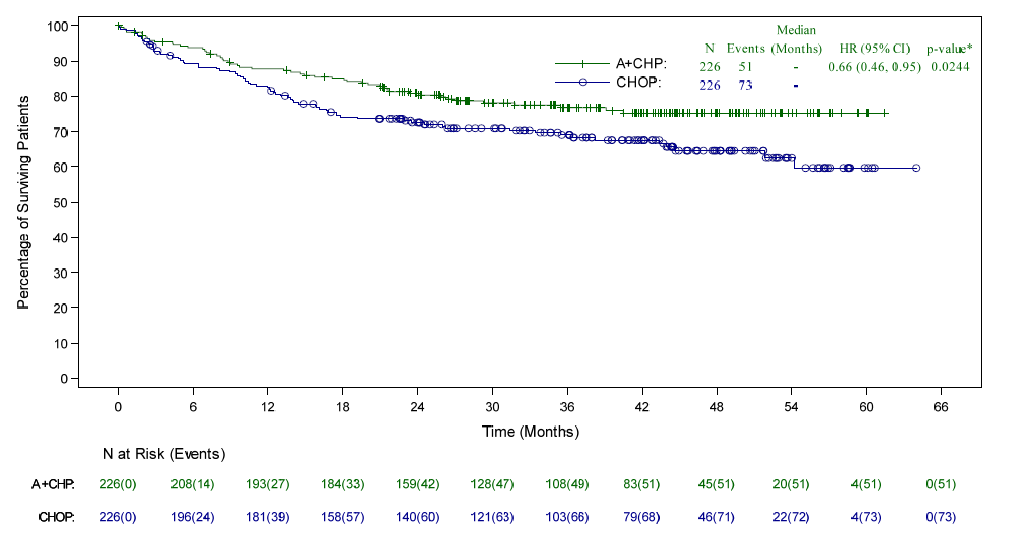 Median
N Events (Months) HR (95% CI) p-value*
A+CHP: 226 51 - 0.66 (0.46, 0.95) 0.0244
CHOP: 226 73 -
Percentage of Surviving Patients
100
90
80
70
60
50
40
30
20
10
0
0 6 12 18 24 30 36 42 48 54 60 66
Time (Months)
N at Risk (Events)
A+CHP: 226(0) 208(14) 193(27) 184(33) 159(42) 128(47) 108(49) 83(51) 45(51) 20(51) 4(51) 0(51)
CHOP: 226(0) 196(24) 181(39) 158(57) 140(60) 121(63) 103(66) 79(68) 46(71) 22(72) 4(73) 0(73)